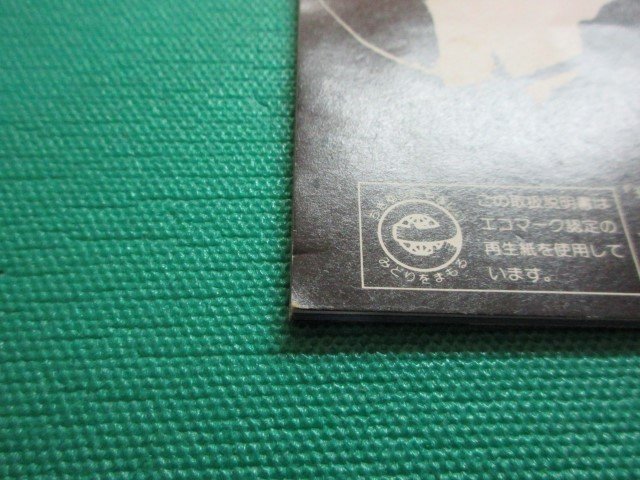 みどりをまもる
この取扱説明書は
エコマーク認定の
再生紙を使用して
います。